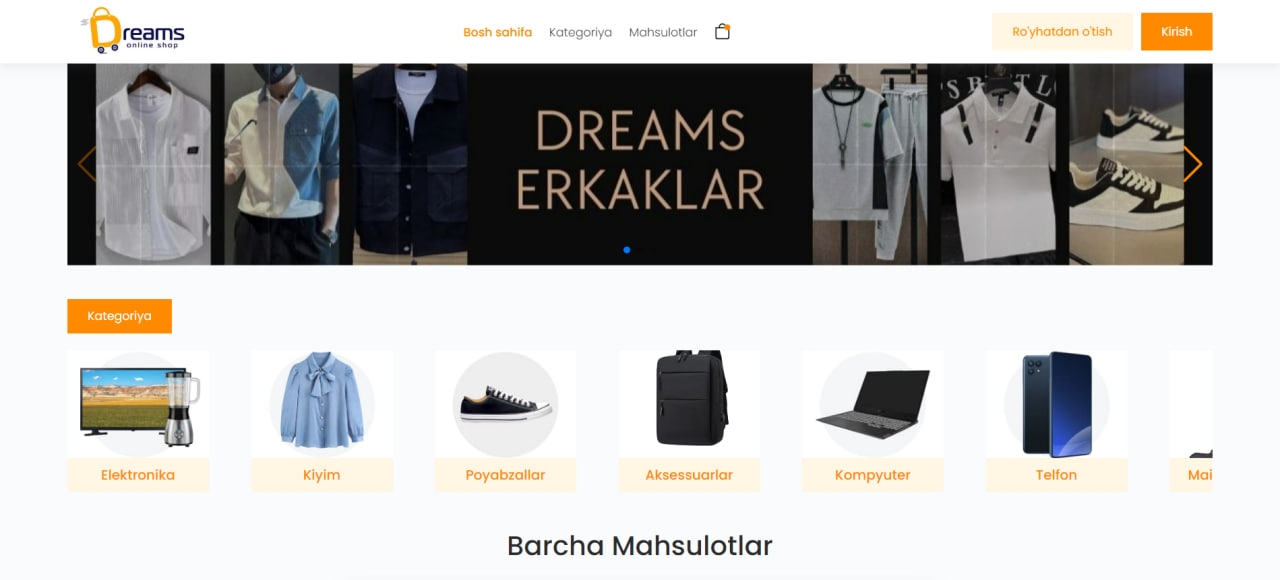 Dreams
online shop
Bosh sahifa
Kategoriya
Mahsulotlar
Ro'yhatdan o'tish
Kirish
DREAMS
ERKAKLAR
Kategoriya
Elektronika
Kiyim
Poyabzallar
Aksessuarlar
Kompyuter
Telfon
Mai
Barcha Mahsulotlar